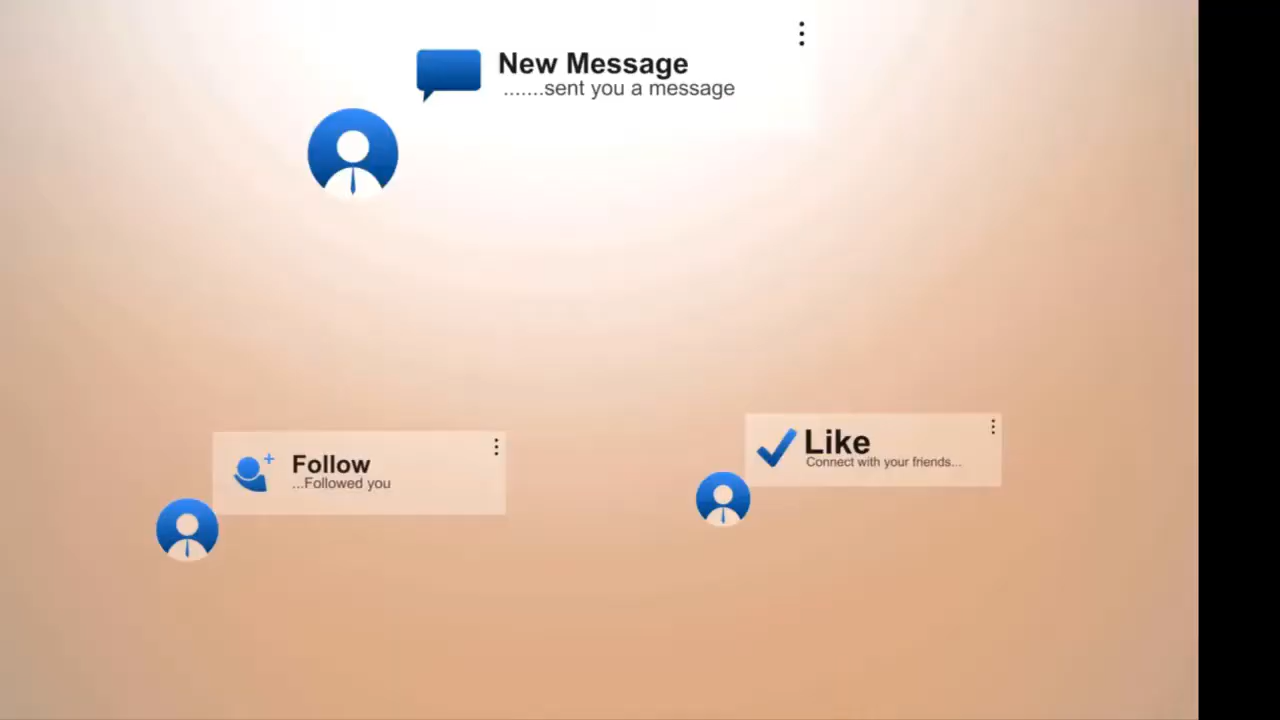 New Message
.......sent you a message
Follow
...Followed you
Like
Connect with your friends...